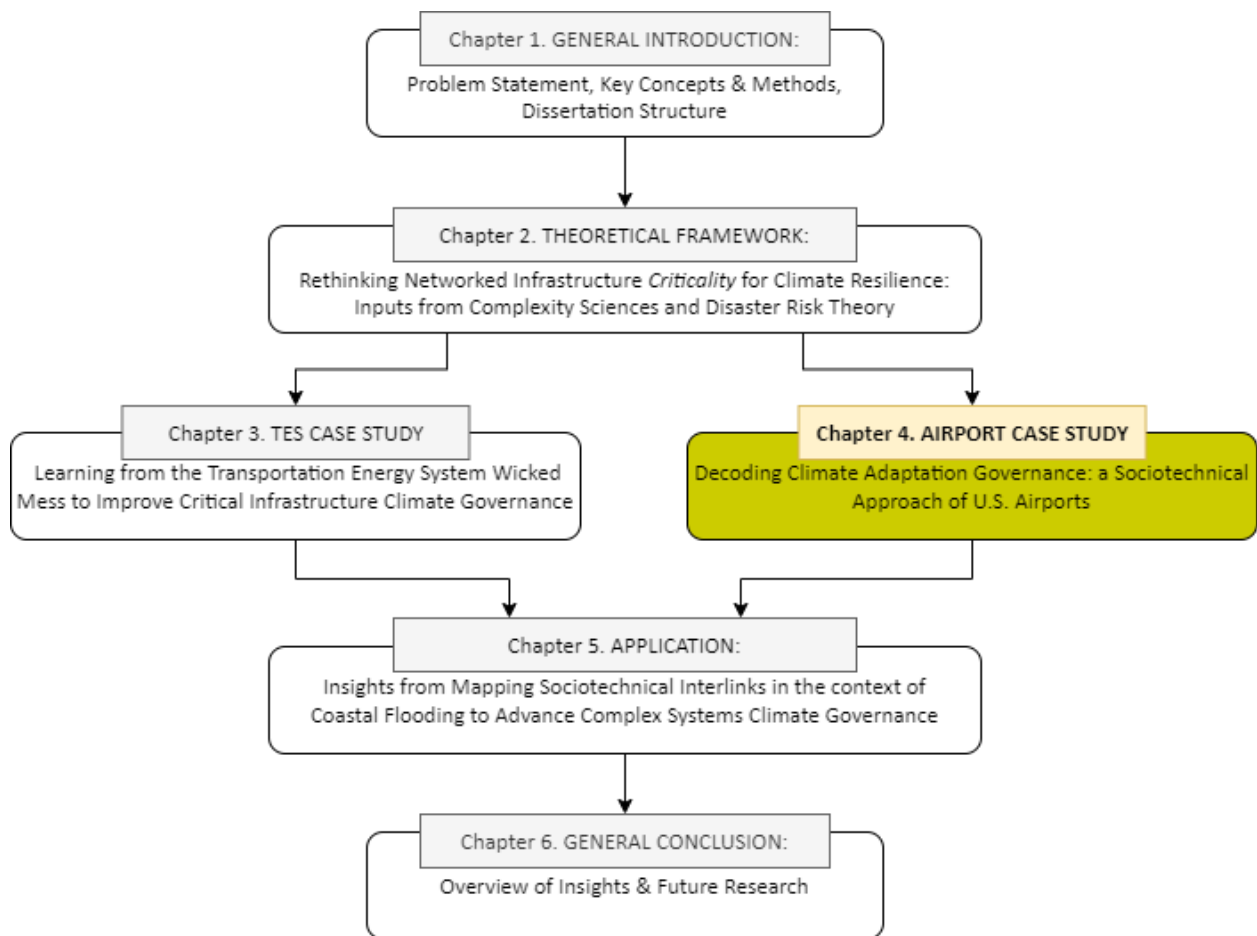 Chapter 1. GENERAL INTRODUCTION:
Problem Statement, Key Concepts & Methods,
Dissertation Structure
Chapter 2. THEORETICAL FRAMEWORK:
Rethinking Networked Infrastructure Criticality for Climate Resilience:
Inputs from Complexity Sciences and Disaster Risk Theory
Chapter 3. TES CASE STUDY
Learning from the Transportation Energy System Wicked
Mess to Improve Critical Infrastructure Climate Governance
Chapter 4. AIRPORT CASE STUDY
Decoding Climate Adaptation Governance: a Sociotechnical
Approach of U.S. Airports
Chapter 5. APPLICATION:
Insights from Mapping Sociotechnical Interlinks in the context of
Coastal Flooding to Advance Complex Systems Climate Governance
Chapter 6. GENERAL CONCLUSION:
Overview of Insights & Future Research